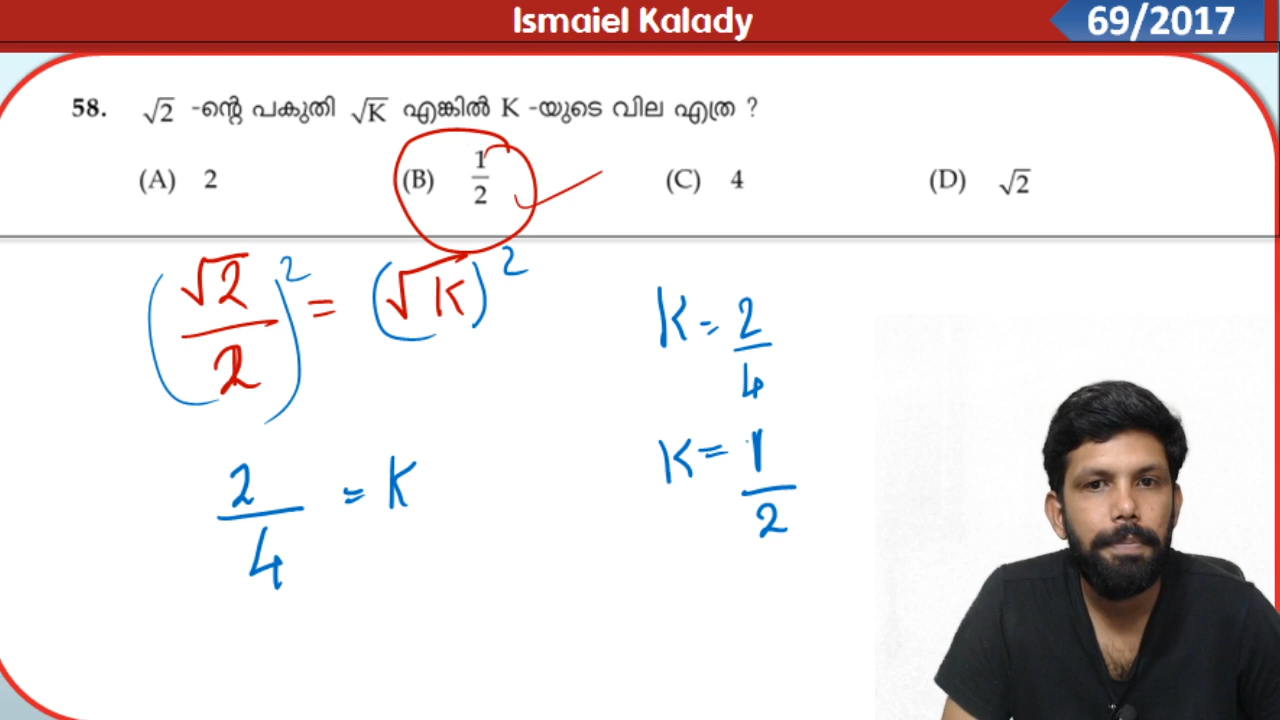 Ismaiel Kalady
69/2017
58. √2 -ന്റെ പകുതി √K എങ്കിൽ K -യുടെ വില എത്ര ?
(A) 2 (B) 1/2 (C) 4 (D) √2
(√2/2)² = (√K)²
K = 2/4
2/4 = K
K = 1/2